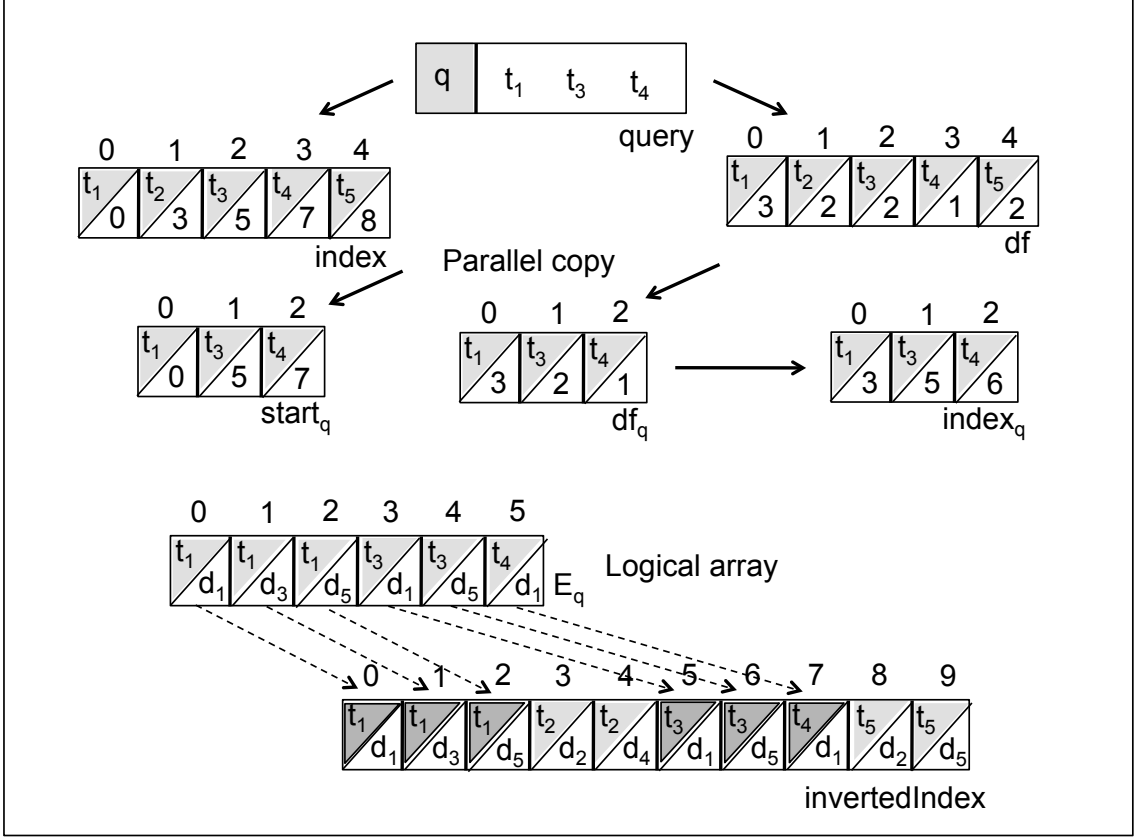 q t₁ t₃ t₄
query
0 1 2 3 4
t₁ t₂ t₃ t₄ t₅
0 3 5 7 8
index
0 1 2 3 4
t₁ t₂ t₃ t₄ t₅
3 2 2 1 2
df
Parallel copy
0 1 2
t₁ t₃ t₄
0 5 7
start_q
0 1 2
t₁ t₃ t₄
3 2 1
df_q
0 1 2
t₁ t₃ t₄
3 5 6
index_q
0 1 2 3 4 5
t₁ t₁ t₁ t₃ t₃ t₄
d₁ d₃ d₅ d₁ d₅ d₁
E_q
Logical array
0 1 2 3 4 5 6 7 8 9
t₁ t₁ t₁ t₂ t₂ t₃ t₃ t₄ t₅ t₅
d₁ d₃ d₅ d₂ d₄ d₁ d₅ d₁ d₂ d₅
invertedIndex